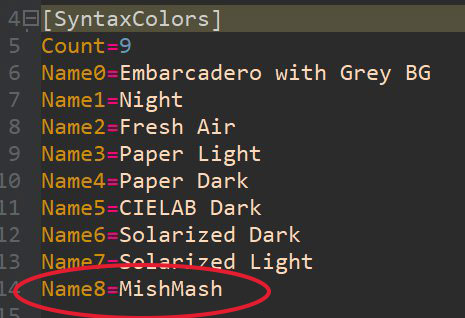 4 [SyntaxColors]
5 Count=9
6 Name0=Embarcadero with Grey BG
7 Name1=Night
8 Name2=Fresh Air
9 Name3=Paper Light
10 Name4=Paper Dark
11 Name5=CIELAB Dark
12 Name6=Solarized Dark
13 Name7=Solarized Light
14 Name8=MishMash